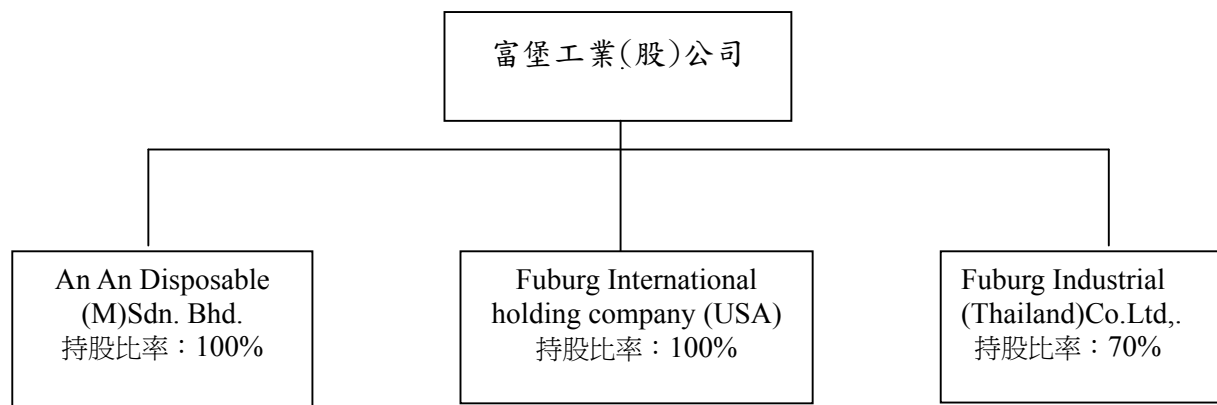 富堡工業(股)公司
An An Disposable
(M)Sdn. Bhd.
持股比率：100%
Fuburg International
holding company (USA)
持股比率：100%
Fuburg Industrial
(Thailand)Co.Ltd,.
持股比率：70%